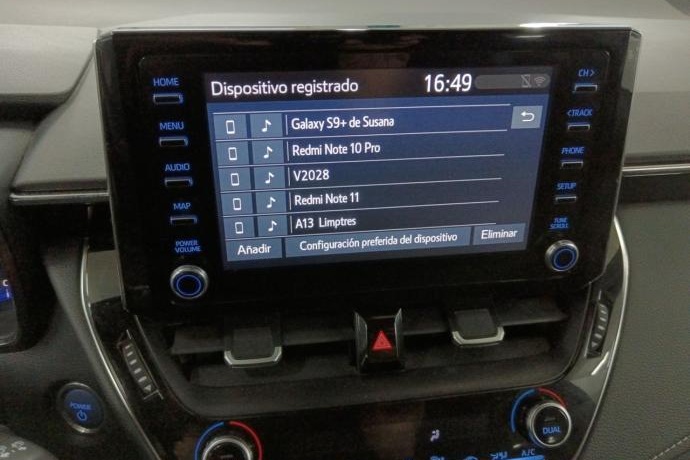 Dispositivo registrado 16:49
Galaxy S9+ de Susana
Redmi Note 10 Pro
V2028
Redmi Note 11
A13 Limptres
Añadir Configuración preferida del dispositivo Eliminar
HOME
MENU
AUDIO
MAP
POWER
VOLUME
CH >
< TRACK
PHONE
SETUP
TUNE
SCROLL
POWER
DUAL
A/C